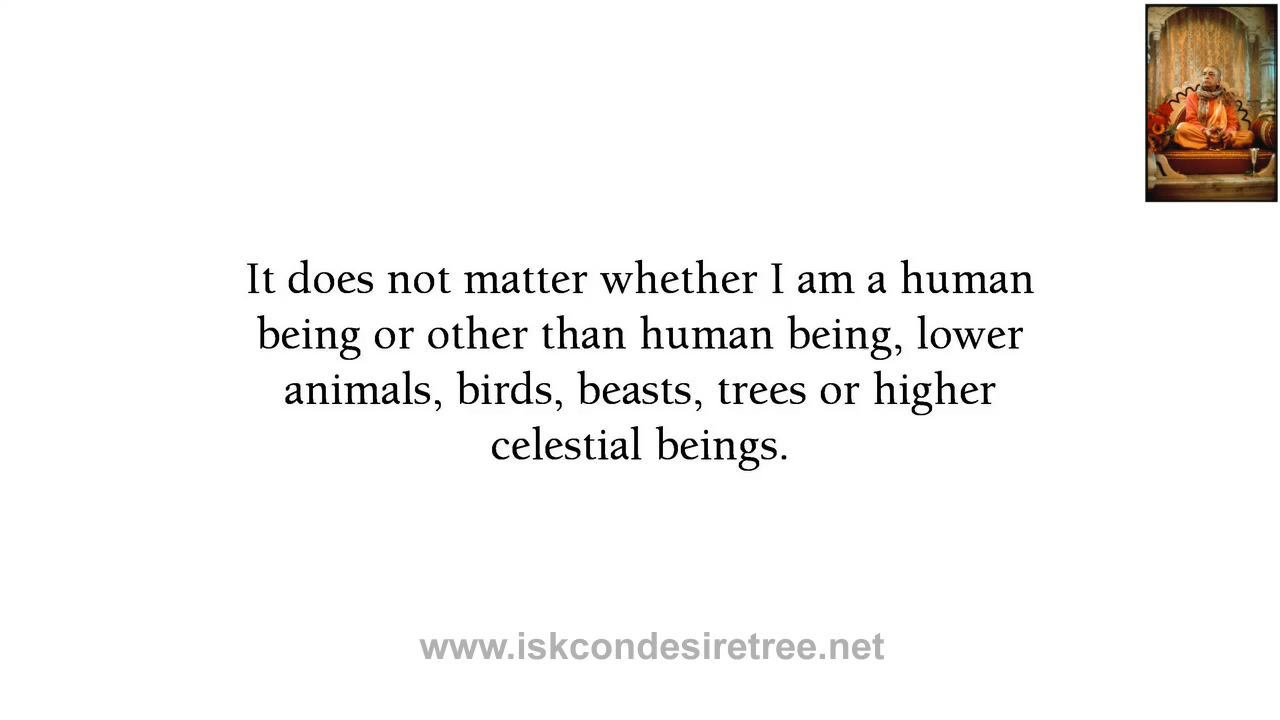 It does not matter whether I am a human
being or other than human being, lower
animals, birds, beasts, trees or higher
celestial beings.
www.iskcondesiretree.net